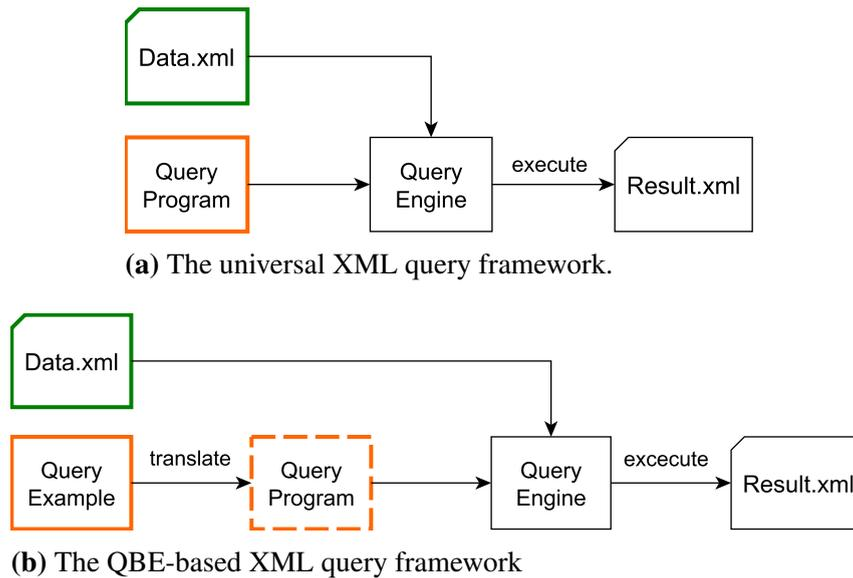 Data.xml
Query
Program
Query
Engine
execute
Result.xml
(a) The universal XML query framework.
Data.xml
Query
Example
translate
Query
Program
Query
Engine
excecute
Result.xml
(b) The QBE-based XML query framework